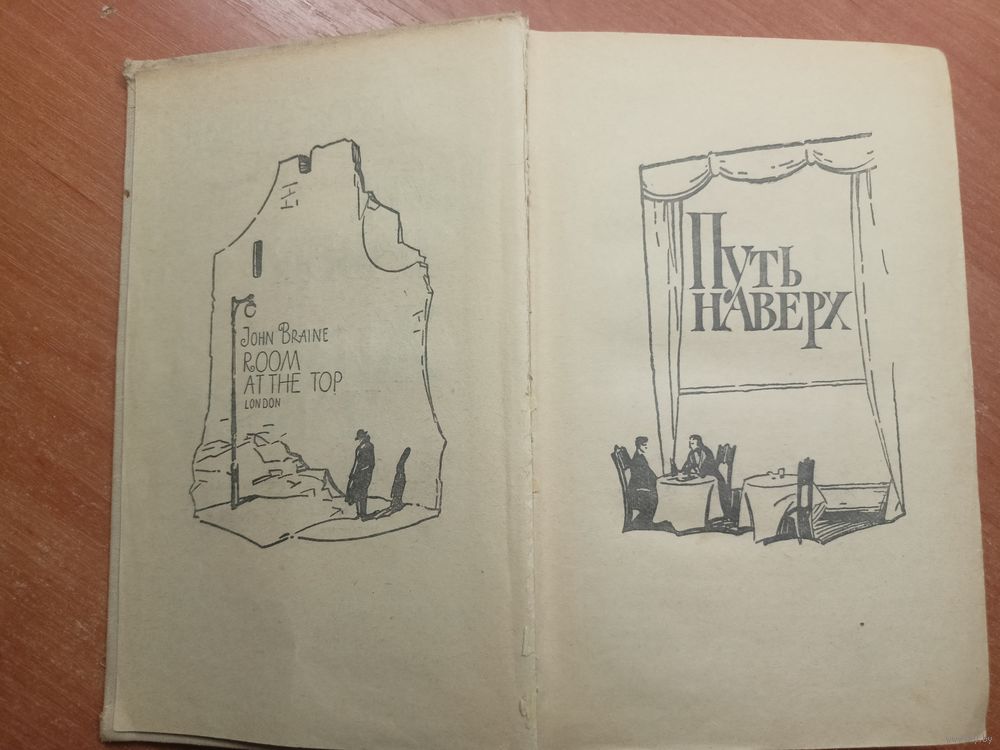 John Braine
ROOM
AT THE TOP
LONDON
Путь
наверх